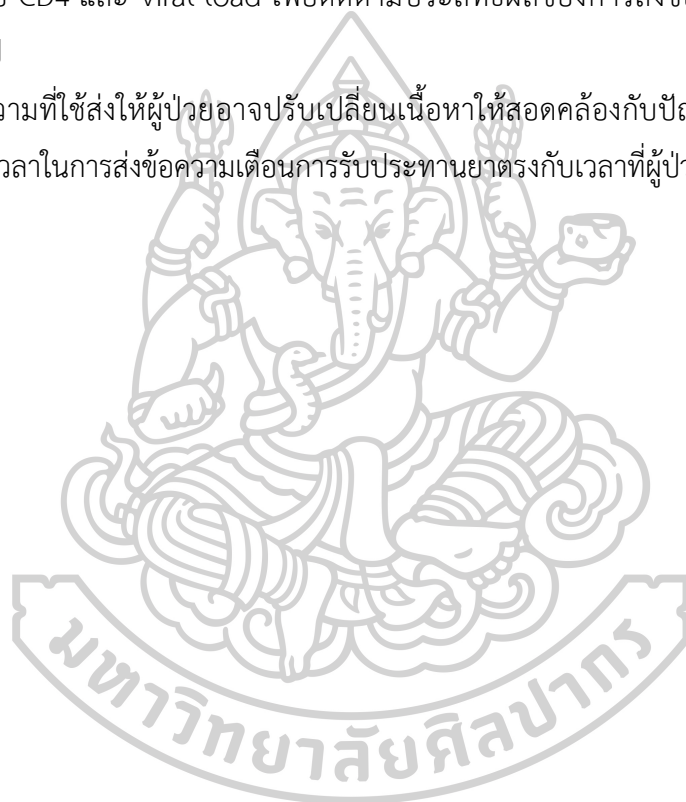 CD4 และ viral load เพื่อติดตามประสิทธิผลของการส่งข้อ
ความที่ใช้ส่งให้ผู้ป่วยอาจปรับเปลี่ยนเนื้อหาให้สอดคล้องกับปัญ
วลาในการส่งข้อความเตือนการรับประทานยาตรงกับเวลาที่ผู้ป่า
มหาวิทยาลัยศิลปากร